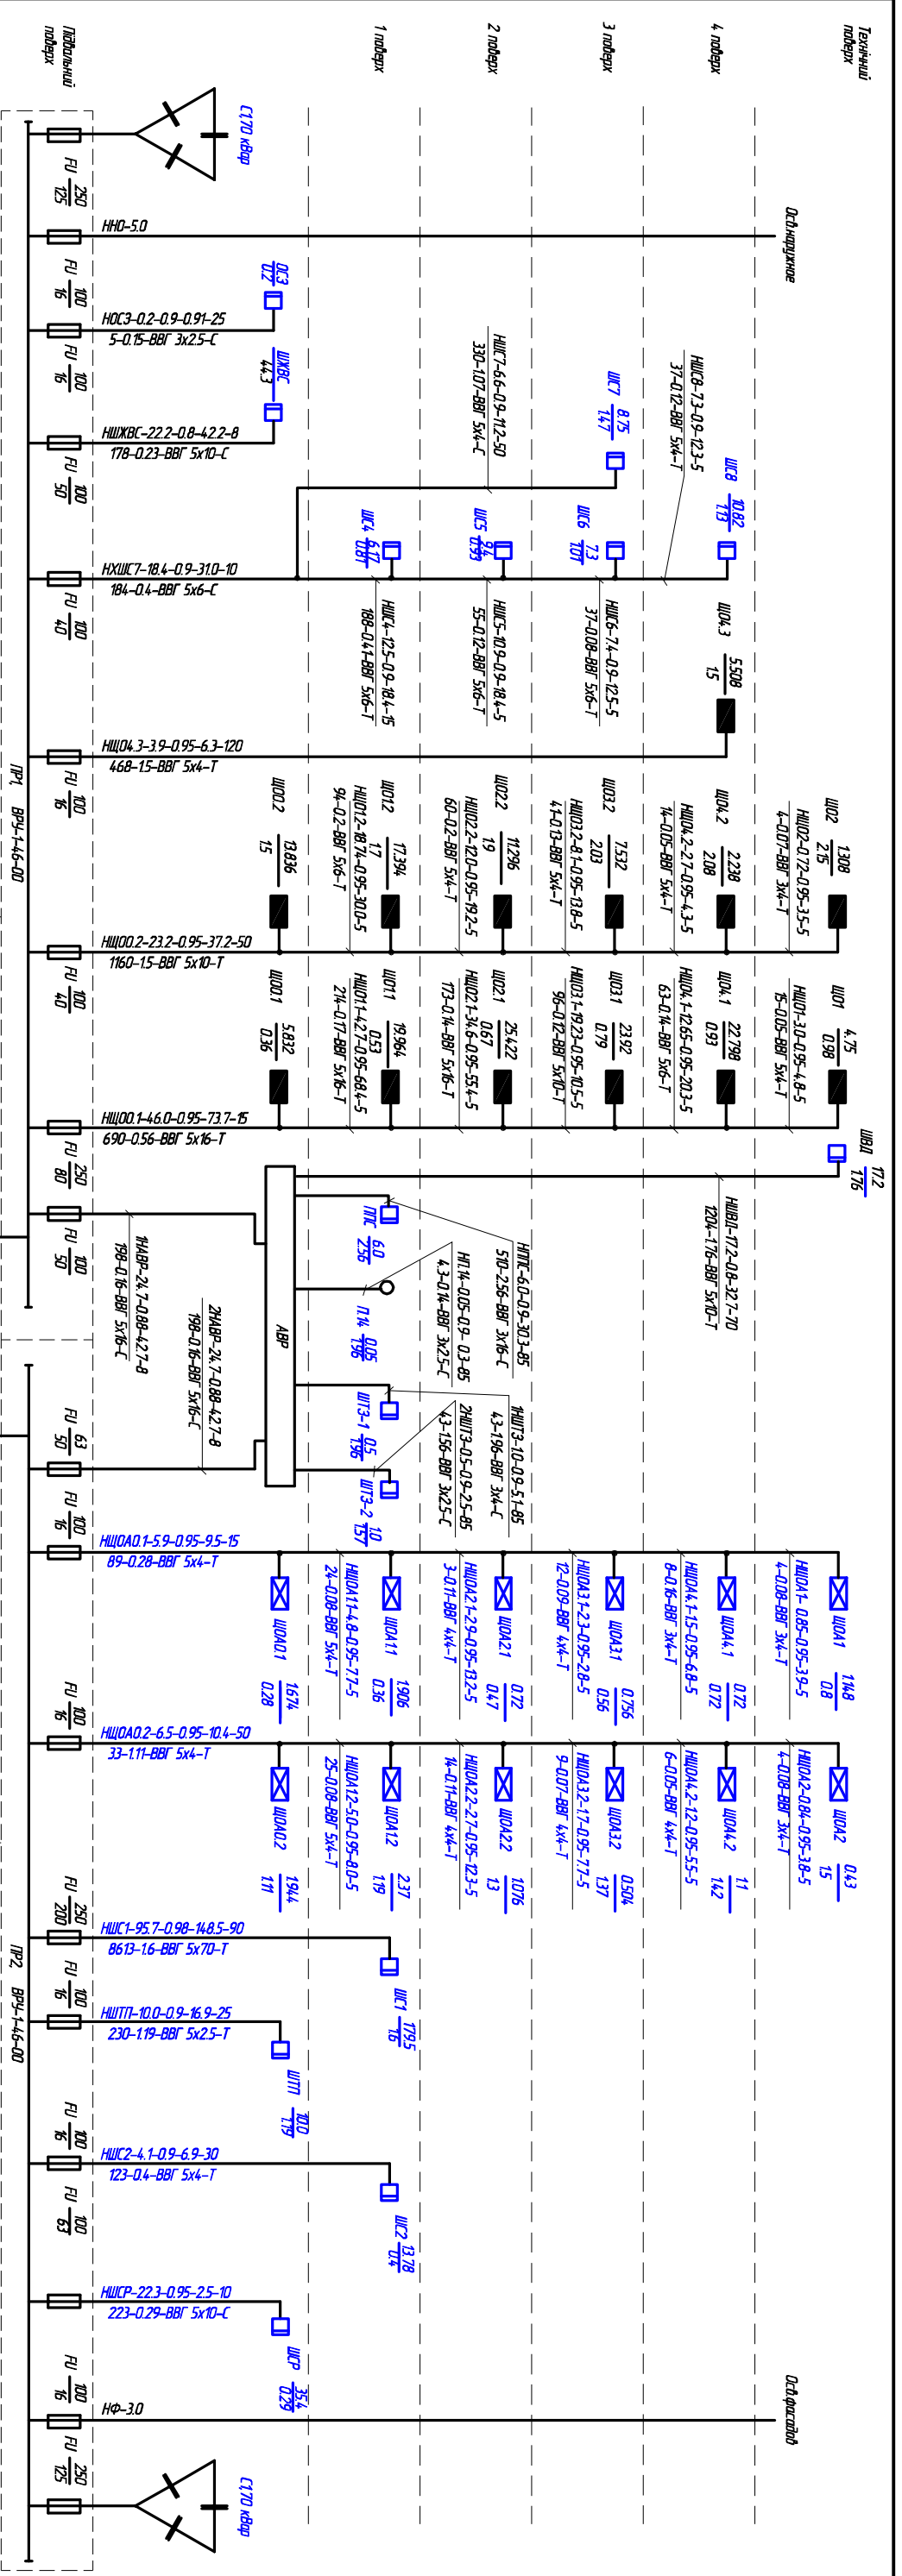 Технічний
поверх
4 поверх
3 поверх
2 поверх
1 поверх
Підвальний
поверх
С1,70 кВар
FU 250
125
ННО-5.0
Осв.наружное
FU 100
16
ОСЗ
0.2
НОСЗ-0.2-0.9-0.91-25
5-0.15-ВВГ 3х2.5-С
FU 100
16
ШЖВС
44.3
НШЖВС-22.2-0.8-42.2-8
178-0.23-ВВГ 5х10-С
FU 100
50
НШС7-6.6-0.9-11.2-50
330-1.07-ВВГ 5х4-С
ШС7 8.75
1.47
НШС8-7.3-0.9-12.3-5
37-0.12-ВВГ 5х4-Т
ШС8 10.82
1.13
ШС6 7.3
1.01
ШС5 9.4
0.93
ШС4 6.17
0.81
НХШС7-18.4-0.9-31.0-10
184-0.4-ВВГ 5х6-С
FU 100
40
НШС6-7.4-0.9-12.5-5
37-0.08-ВВГ 5х6-Т
НШС5-10.9-0.9-18.4-5
55-0.12-ВВГ 5х6-Т
НШС4-12.5-0.9-18.4-15
188-0.41-ВВГ 5х6-Т
ЩО4.3 5.508
1.5
НЩО4.3-3.9-0.95-6.3-120
468-1.5-ВВГ 5х4-Т
FU 100
16
ПР1, ВРУ-1-46-00
ЩО2 1.308
2.15
НЩО2-0.72-0.95-3.5-5
4-0.07-ВВГ 3х4-Т
ЩО4.2 2.238
2.08
НЩО4.2-2.7-0.95-4.3-5
14-0.05-ВВГ 5х4-Т
ЩО3.2 7.532
2.03
НЩО3.2-8.1-0.95-13.8-5
41-0.13-ВВГ 5х4-Т
ЩО2.2 11.296
1.9
НЩО2.2-12.0-0.95-19.2-5
60-0.2-ВВГ 5х4-Т
ЩО1.2 17.394
1.7
НЩО1.2-18.74-0.95-30.0-5
94-0.2-ВВГ 5х6-Т
ЩО0.2 13.836
1.5
НЩО0.2-23.2-0.95-37.2-50
1160-1.5-ВВГ 5х10-Т
FU 100
40
ЩО1 4.75
0.98
НЩО1-3.0-0.95-4.8-5
15-0.05-ВВГ 5х4-Т
ЩО4.1 22.798
0.93
НЩО4.1-12.65-0.95-20.3-5
63-0.14-ВВГ 5х6-Т
ЩО3.1 23.92
0.79
НЩО3.1-19.23-0.95-10.5-5
96-0.12-ВВГ 5х10-Т
ЩО2.1 25.422
0.67
НЩО2.1-34.6-0.95-55.4-5
173-0.14-ВВГ 5х16-Т
ЩО1.1 19.964
0.53
НЩО1.1-42.7-0.95-68.4-5
214-0.17-ВВГ 5х16-Т
ЩО0.1 5.832
0.36
НЩО0.1-46.0-0.95-73.7-15
690-0.56-ВВГ 5х16-Т
FU 250
80
ШВД 17.2
1.76
НШВД-17.2-0.8-32.7-70
1204-1.76-ВВГ 5х10-Т
ППС 6.0
2.56
НППС-6.0-0.9-30.3-85
510-2.56-ВВГ 3х16-С
П.14 0.05
1.96
НП.14-0.05-0.9- 0.3-85
4.3-0.14-ВВГ 3х2.5-С
АВР
FU 100
50
1НАВР-24.7-0.88-42.7-8
198-0.16-ВВГ 5х16-С
2НАВР-24.7-0.88-42.7-8
198-0.16-ВВГ 5х16-С
ШТЗ-1 0.5
1.96
1НШТЗ-1.0-0.9-5.1-85
43-1.96-ВВГ 3х4-С
2НШТЗ-0.5-0.9-2.5-85
43-1.56-ВВГ 3х2.5-С
ШТЗ-2 1.0
1.57
FU 63
50
FU 100
16
НЩОА0.1-5.9-0.95-9.5-15
89-0.28-ВВГ 5х4-Т
ЩОА1 1.148
0.8
НЩОА1- 0.85-0.95-3.9-5
4-0.08-ВВГ 3х4-Т
ЩОА4.1 0.72
0.72
НЩОА4.1-1.5-0.95-6.8-5
8-0.16-ВВГ 3х4-Т
ЩОА3.1 0.756
0.56
НЩОА3.1-2.3-0.95-2.8-5
12-0.09-ВВГ 4х4-Т
ЩОА2.1 0.72
0.47
НЩОА2.1-2.9-0.95-13.2-5
3-0.11-ВВГ 4х4-Т
ЩОА1.1 1.906
0.36
НЩОА1.1-4.8-0.95-7.7-5
24-0.08-ВВГ 5х4-Т
ЩОА0.1 1.674
0.28
FU 100
16
НЩОА0.2-6.5-0.95-10.4-50
33-1.11-ВВГ 5х4-Т
ЩОА2 0.43
1.5
НЩОА2-0.84-0.95-3.8-5
4-0.08-ВВГ 3х4-Т
ЩОА4.2 1.1
1.42
НЩОА4.2-1.2-0.95-5.5-5
6-0.05-ВВГ 4х4-Т
ЩОА3.2 0.504
1.37
НЩОА3.2-1.7-0.95-7.7-5
9-0.07-ВВГ 4х4-Т
ЩОА2.2 1.076
1.3
НЩОА2.2-2.7-0.95-12.3-5
14-0.11-ВВГ 4х4-Т
ЩОА1.2 2.37
1.19
НЩОА1.2-5.0-0.95-8.0-5
25-0.08-ВВГ 5х4-Т
ЩОА0.2 1.944
1.11
FU 250
200
НШС1-95.7-0.98-148.5-90
8613-1.6-ВВГ 5х70-Т
ШС1 179.5
1.6
FU 100
16
ПР2, ВРУ-1-45-00
НШТП-10.0-0.9-16.9-25
230-1.19-ВВГ 5х2.5-Т
ШТП 10.0
1.19
FU 100
16
НШС2-4.1-0.9-6.9-30
123-0.4-ВВГ 5х4-Т
ШС2 13.78
0.4
FU 100
63
НШСР-22.3-0.95-2.5-10
223-0.29-ВВГ 5х10-С
ШСР 35.4
0.29
FU 100
16
НФ-3.0
Осв.фасадов
FU 250
125
С1,70 кВар